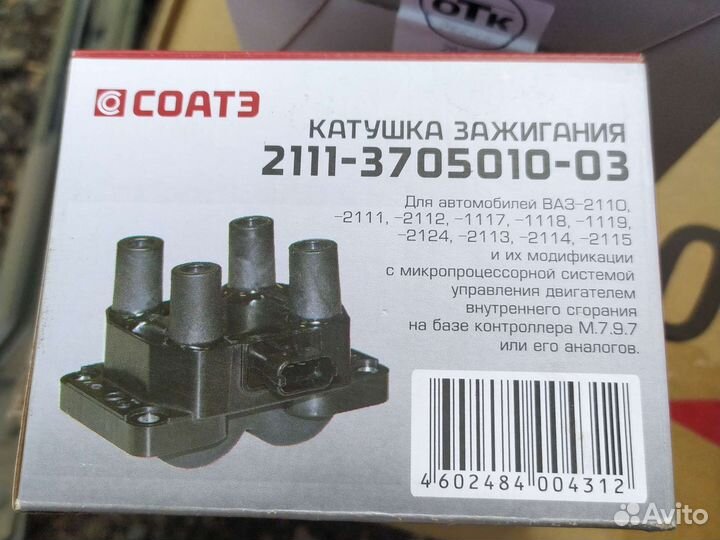 ОТК
СОАТЭ
КАТУШКА ЗАЖИГАНИЯ
2111-3705010-03
Для автомобилей ВАЗ-2110,
-2111, -2112, -1117, -1118, -1119,
-2124, -2113, -2114, -2115
и их модификации
с микропроцессорной системой
управления двигателем
внутреннего сгорания
на базе контроллера М.7.9.7
или его аналогов.
4 602484 004312
Avito